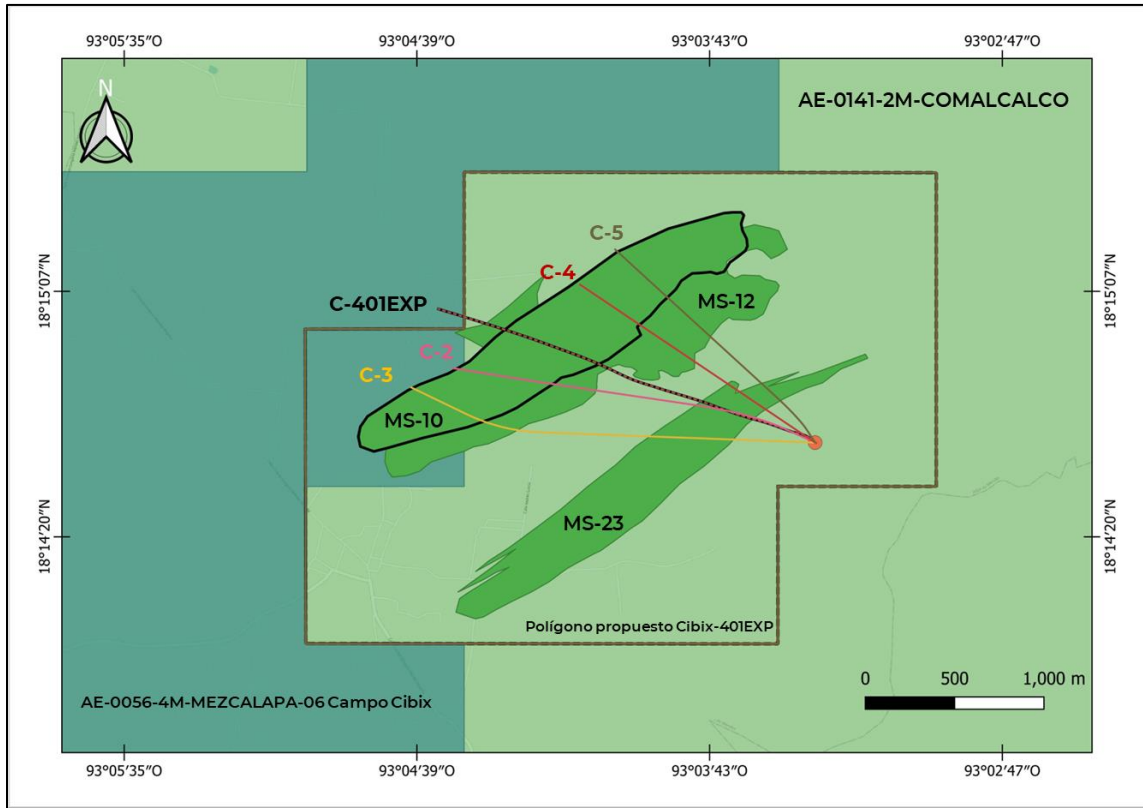 93°05'35"O 93°04'39"O 93°03'43"O 93°02'47"O
N
AE-0141-2M-COMALCALCO
C-5
C-4
18°15'07"N 18°15'07"N
C-401EXP
MS-12
C-2
C-3
MS-10
MS-23
18°14'20"N 18°14'20"N
Polígono propuesto Cibix-401EXP
0 500 1,000 m
AE-0056-4M-MEZCALAPA-06 Campo Cibix
93°05'35"O 93°04'39"O 93°03'43"O 93°02'47"O